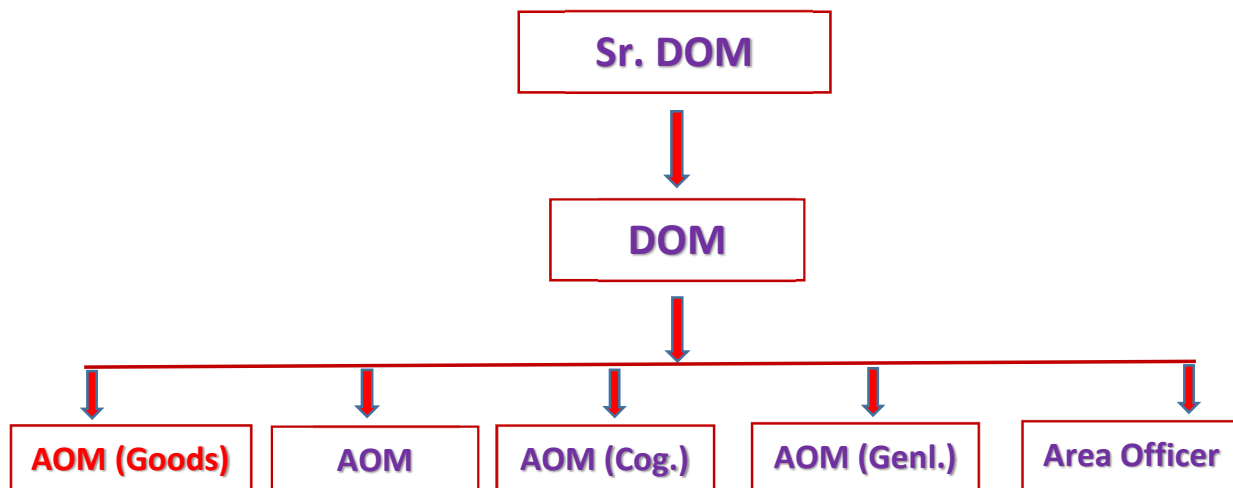 Sr. DOM
DOM
AOM (Goods)
AOM
AOM (Cog.)
AOM (Genl.)
Area Officer